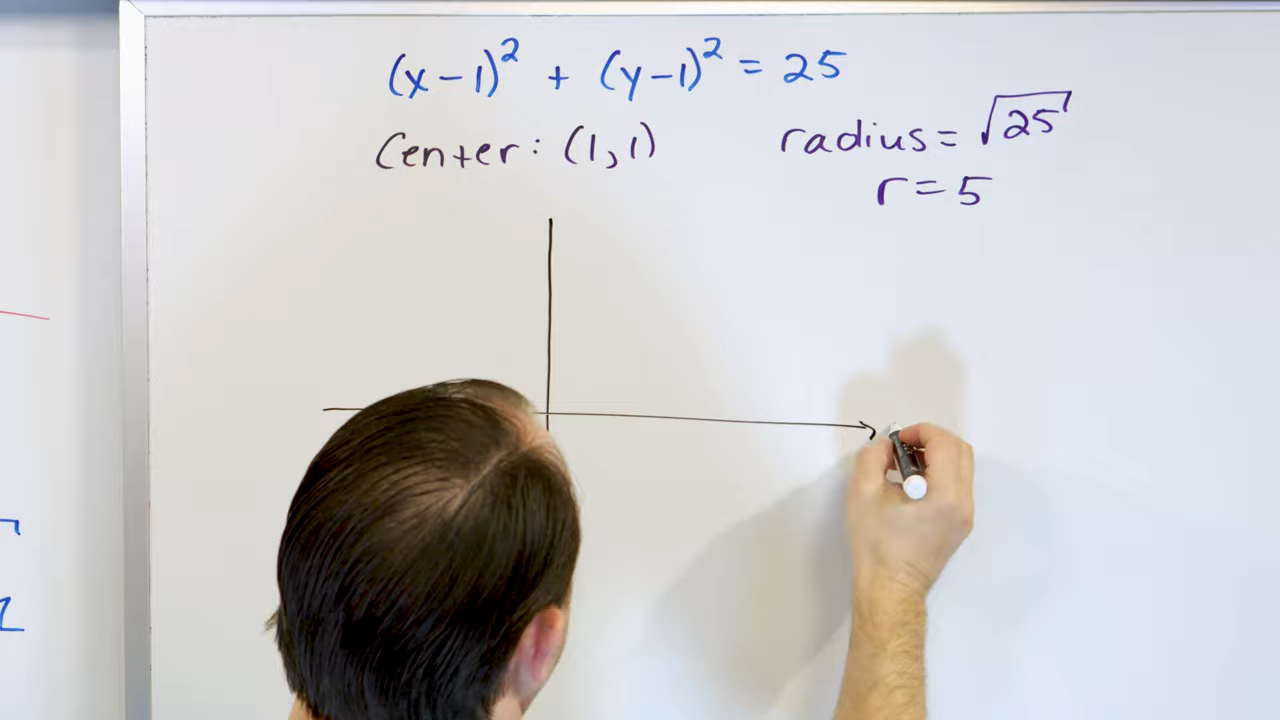 (x-1)² + (y-1)² = 25
Center: (1,1)
radius = √25
r = 5